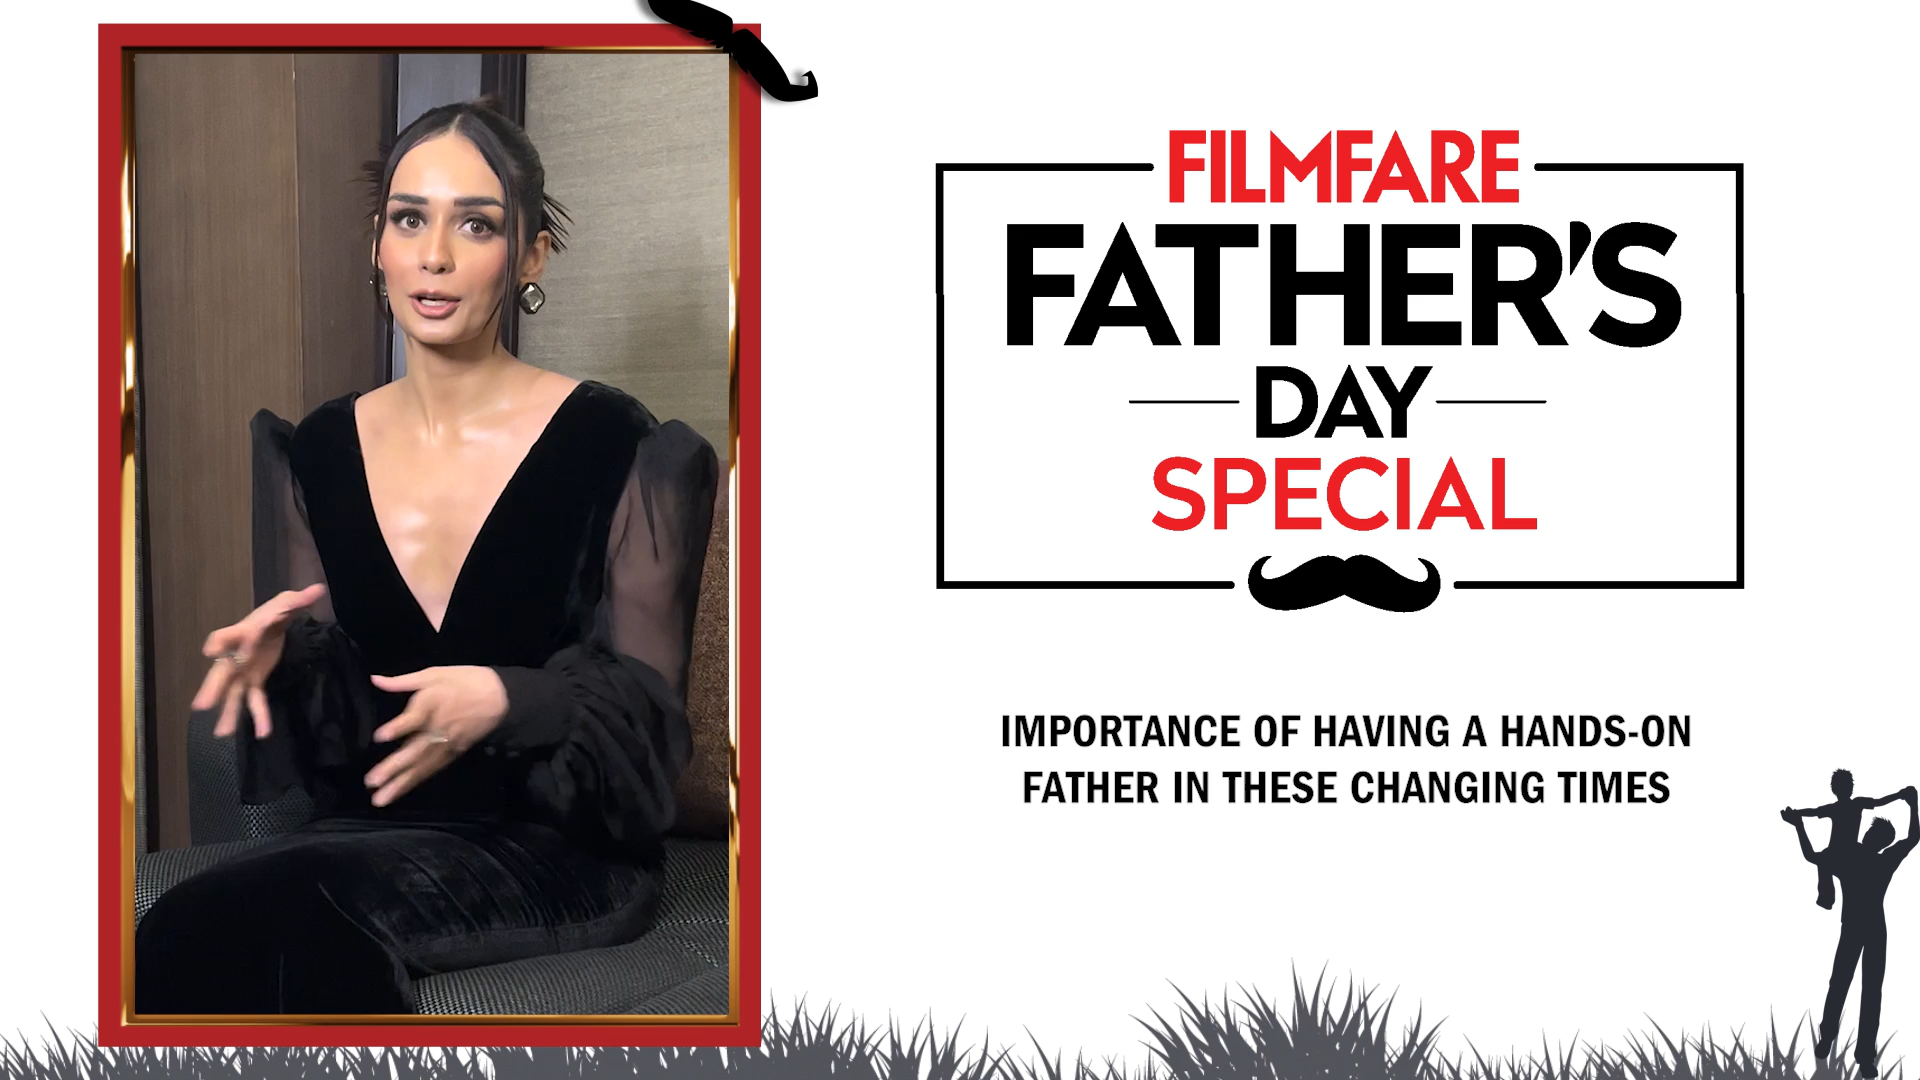 FILMFARE
FATHER'S
DAY
SPECIAL
IMPORTANCE OF HAVING A HANDS-ON
FATHER IN THESE CHANGING TIMES